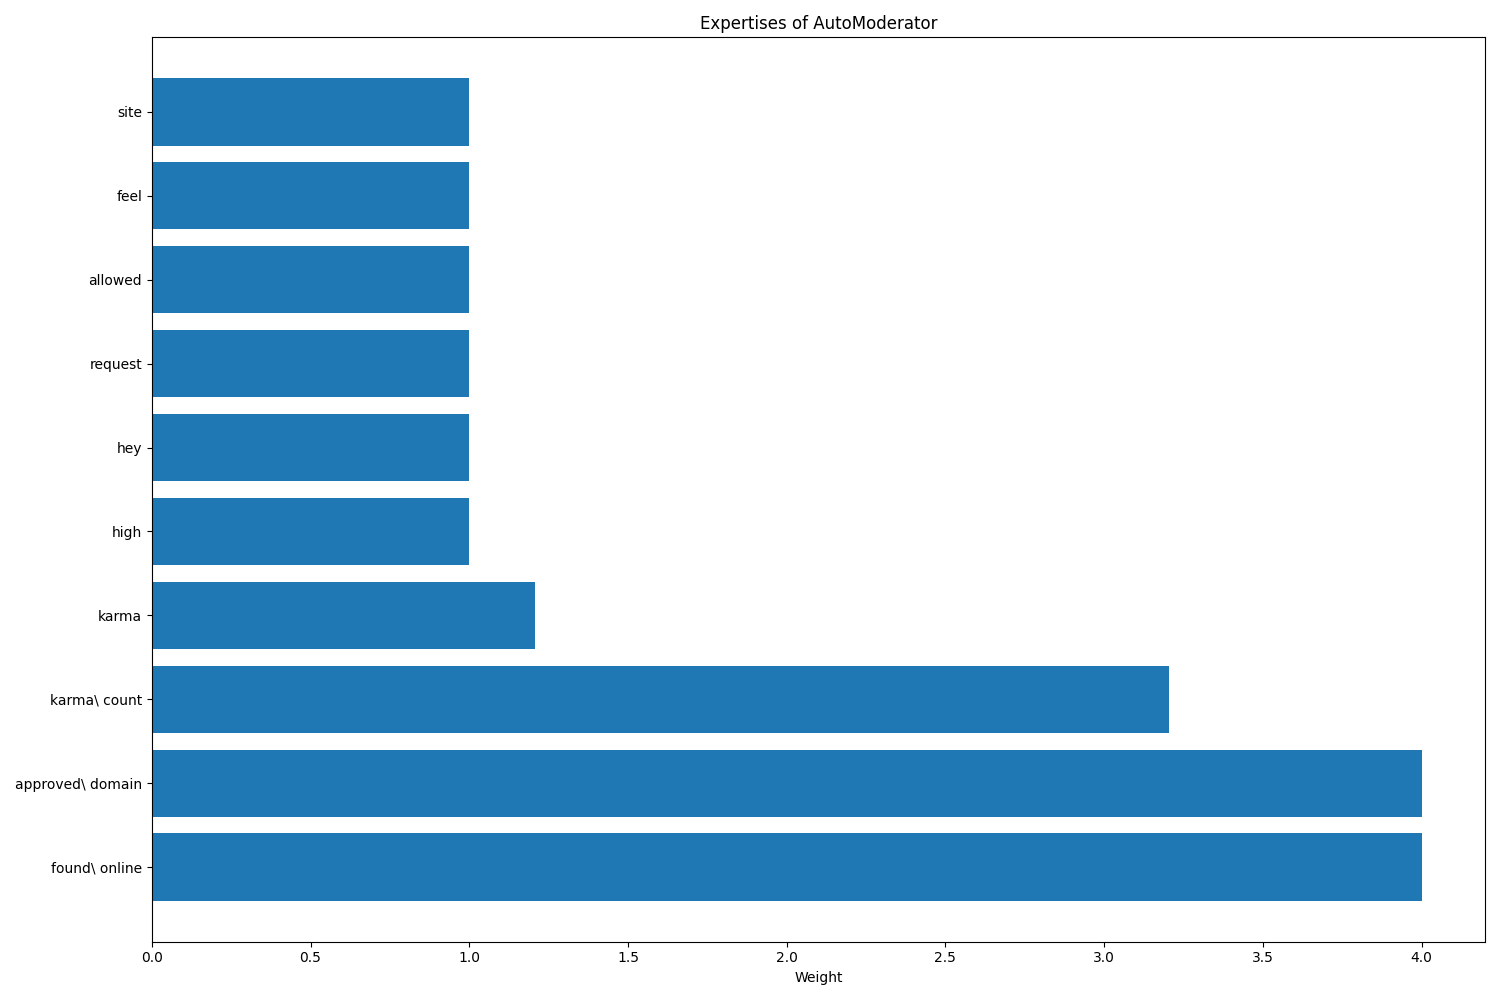 Expertises of AutoModerator
site
feel
allowed
request
hey
high
karma
karma\ count
approved\ domain
found\ online
0.0 0.5 1.0 1.5 2.0 2.5 3.0 3.5 4.0
Weight